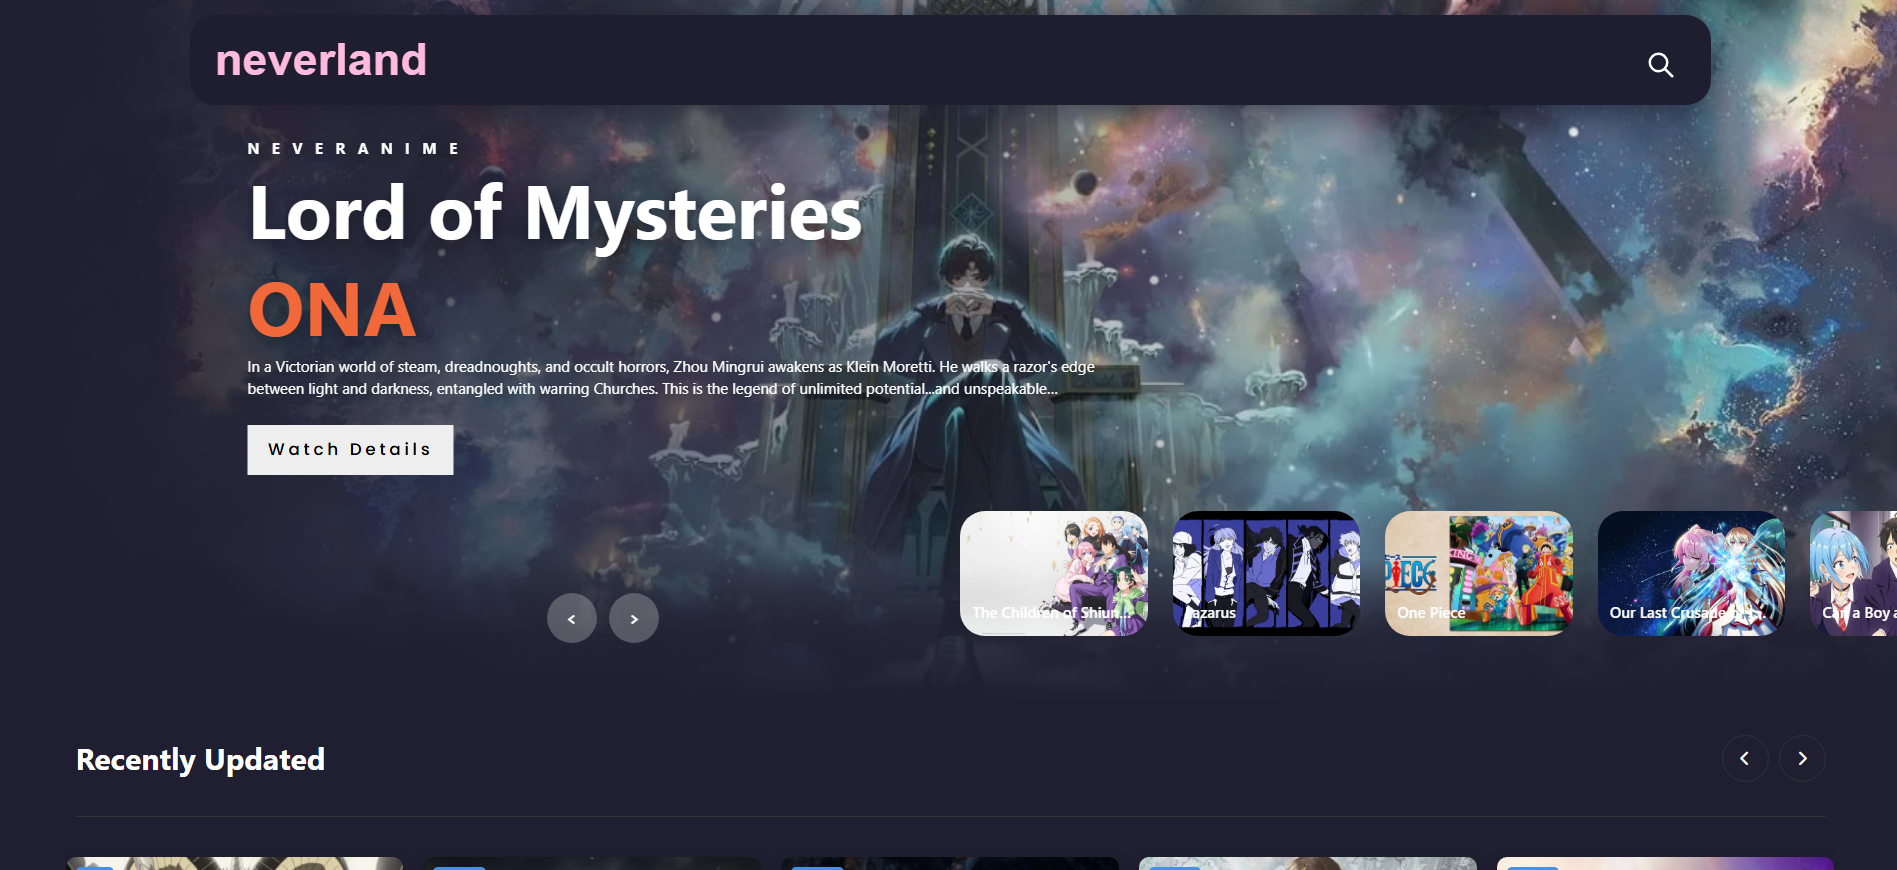 neverland
NEVERANIME
Lord of Mysteries
ONA
In a Victorian world of steam, dreadnoughts, and occult horrors, Zhou Mingrui awakens as Klein Moretti. He walks a razor's edge
between light and darkness, entangled with warring Churches. This is the legend of unlimited potential...and unspeakable...
Watch Details
< >
The Children of Shiun...
Lazarus
One Piece
Our Last Crusade
Can a Boy a
Recently Updated